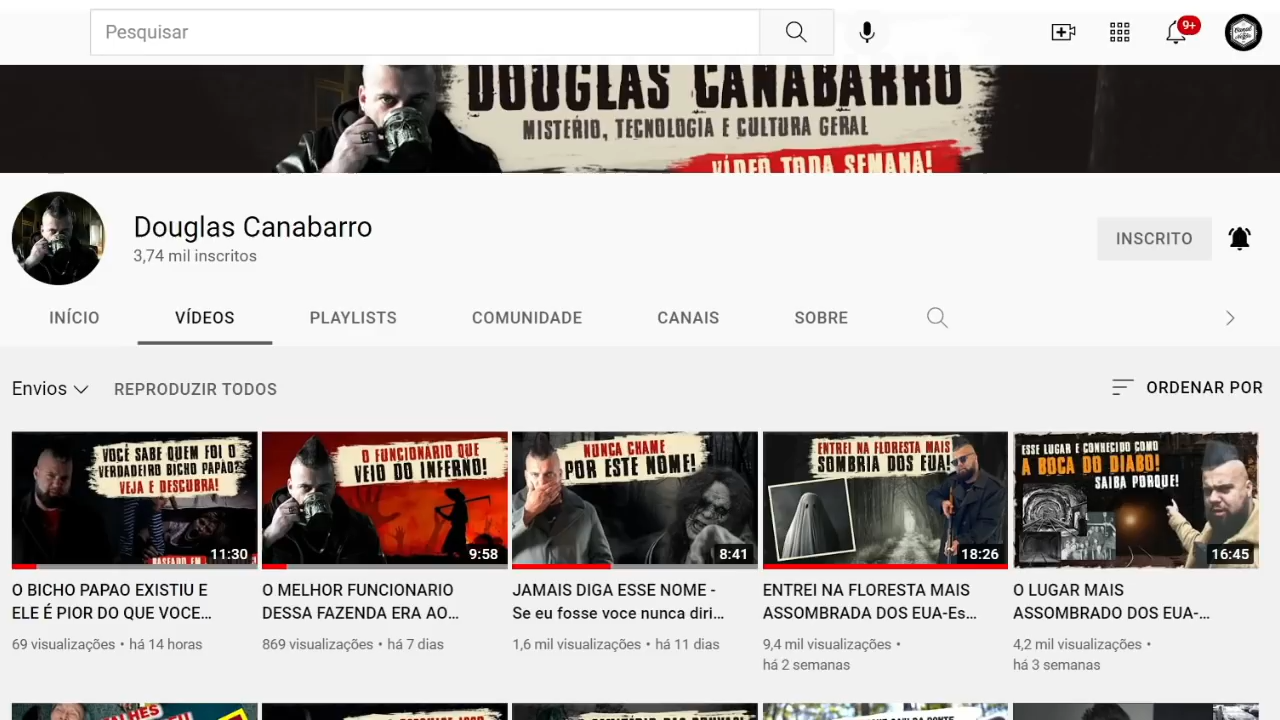 Pesquisar
9+
DOUGLAS CANABARRO
MISTÉRIO, TECNOLOGIA E CULTURA GERAL
VÍDEO TODA SEMANA!
Douglas Canabarro
3,74 mil inscritos
INSCRITO
INÍCIO VÍDEOS PLAYLISTS COMUNIDADE CANAIS SOBRE
Envios REPRODUZIR TODOS ORDENAR POR
VOCÊ SABE QUEM FOI O
VERDADEIRO BICHO PAPÃO?
VEJA E DESCUBRA!
BASEADO EM
11:30
O FUNCIONARIO QUE
VEIO DO INFERNO!
9:58
NUNCA CHAME
POR ESTE NOME!
8:41
ENTREI NA FLORESTA MAIS
SOMBRIA DOS EUA!
18:26
ESSE LUGAR E CONHECIDO COMO
A BOCA DO DIABO!
SAIBA PORQUE!
16:45
O BICHO PAPAO EXISTIU E
ELE É PIOR DO QUE VOCE...
69 visualizações • há 14 horas
O MELHOR FUNCIONARIO
DESSA FAZENDA ERA AO...
869 visualizações • há 7 dias
JAMAIS DIGA ESSE NOME -
Se eu fosse voce nunca diri...
1,6 mil visualizações • há 11 dias
ENTREI NA FLORESTA MAIS
ASSOMBRADA DOS EUA-Es...
9,4 mil visualizações •
há 2 semanas
O LUGAR MAIS
ASSOMBRADO DOS EUA-...
4,2 mil visualizações •
há 3 semanas